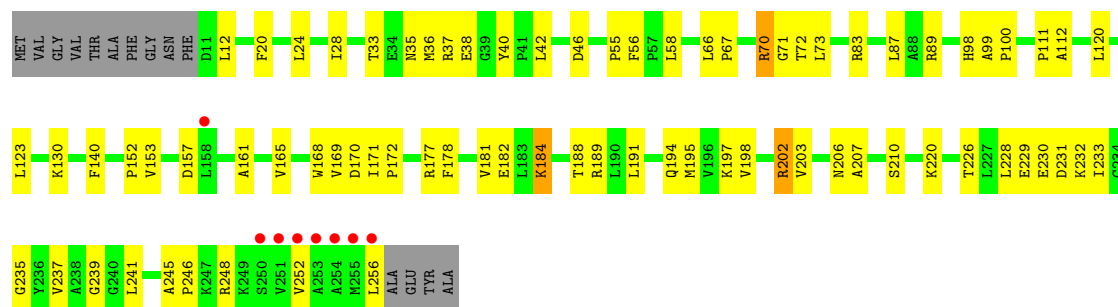 MET VAL GLY VAL THR ALA PHE GLY ASN PHE D11 L12 F20 L24 I28 T33 E34 N35 M36 R37 E38 G39 Y40 P41 L42 D46 P55 F56 P57 L58 L66 P67 R70 G71 T72 L73 R83 L87 A88 R89 H98 A99 P100 P111 A112 L120
L123 K130 F140 P152 V153 D157 L158 A161 V165 W168 V169 D170 I171 P172 R177 F178 V181 E182 L183 K184 T188 R189 L190 L191 Q194 M195 V196 K197 V198 R202 V203 N206 A207 S210 K220 T226 L227 L228 E229 E230 D231 K232 I233 G234
G235 Y236 V237 A238 G239 G240 L241 A245 P246 K247 R248 K249 S250 V251 V252 A253 A254 M255 L256 ALA GLU TYR ALA